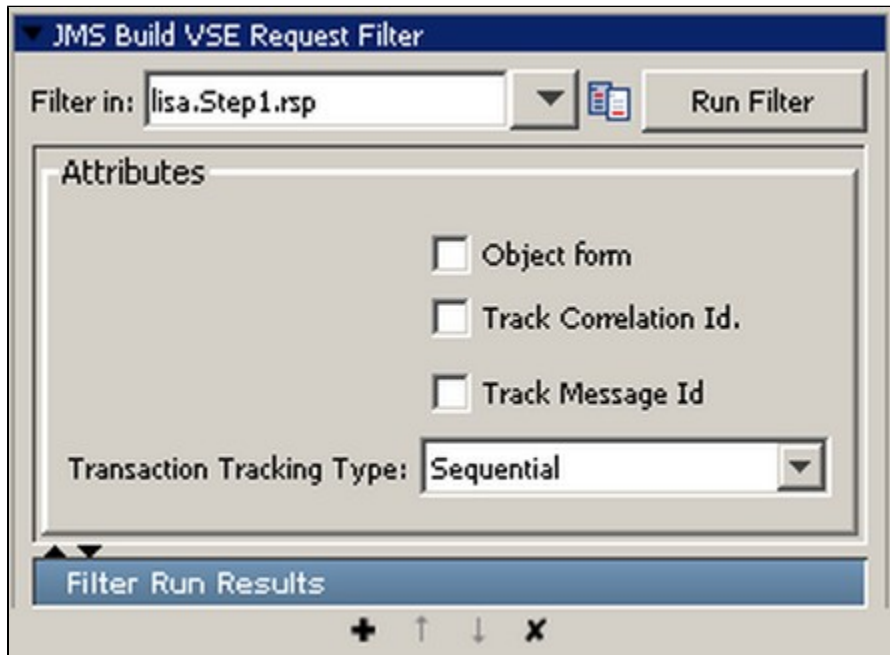 JMS Build VSE Request Filter
Filter in: lisa.Step1.rsp Run Filter
Attributes
Object form
Track Correlation Id.
Track Message Id
Transaction Tracking Type: Sequential
Filter Run Results